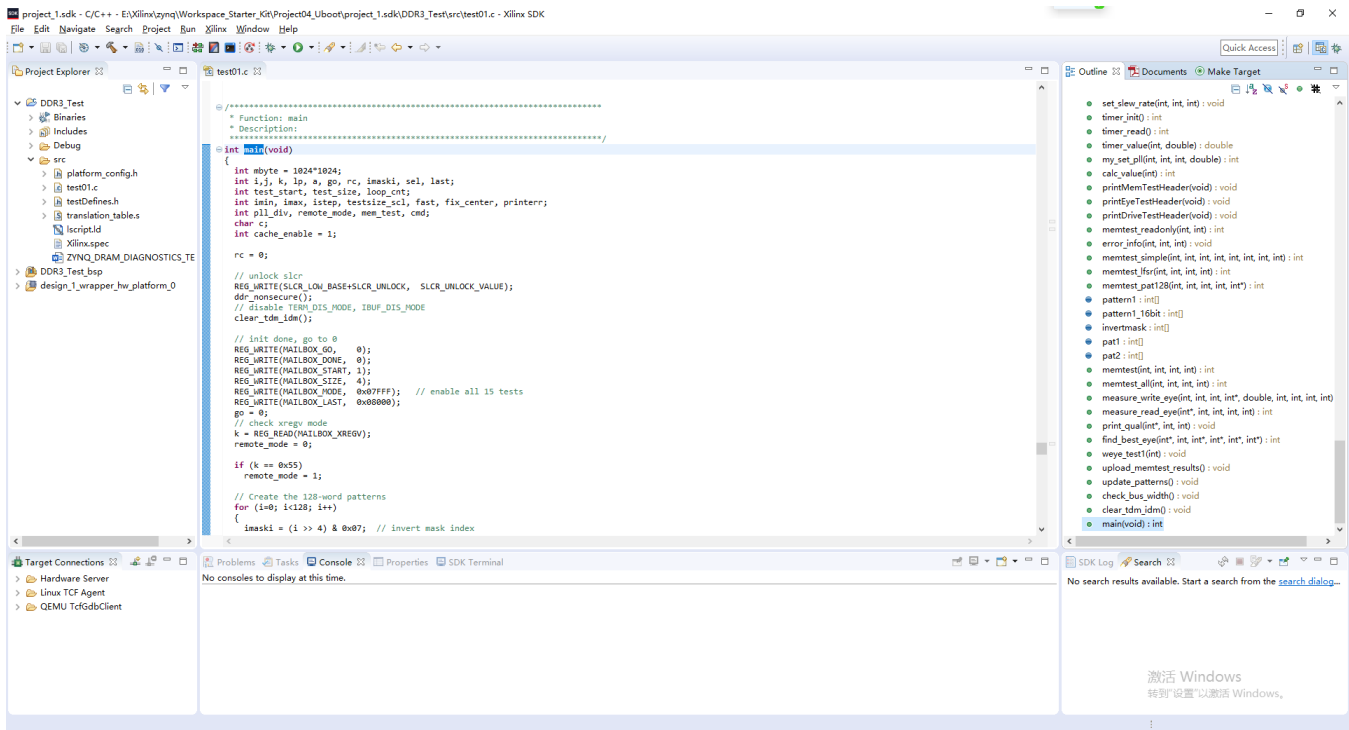 project_1.sdk - C/C++ - E:\Xilinx\zynq\Workspace_Starter_Kit\Project04_Uboot\project_1.sdk\DDR3_Test\src\test01.c - Xilinx SDK
File Edit Navigate Search Project Run Xilinx Window Help
Quick Access
Project Explorer
DDR3_Test
Binaries
Includes
Debug
src
platform_config.h
test01.c
testDefines.h
translation_table.s
lscript.ld
Xilinx.spec
ZYNQ_DRAM_DIAGNOSTICS_TE
DDR3_Test_bsp
design_1_wrapper_hw_platform_0
test01.c
/****************************************************************************
* Function: main
* Description:
****************************************************************************/
int main(void)
{
int mbyte = 1024*1024;
int i,j, k, lp, a, go, rc, imaski, sel, last;
int test_start, test_size, loop_cnt;
int imin, imax, istep, testsize_scl, fast, fix_center, printerr;
int pll_div, remote_mode, mem_test, cmd;
char c;
int cache_enable = 1;
rc = 0;
// unlock slcr
REG_WRITE(SLCR_LOW_BASE+SLCR_UNLOCK, SLCR_UNLOCK_VALUE);
ddr_nonsecure();
// disable TERM_DIS_MODE, IBUF_DIS_MODE
clear_tdm_idm();
// init done, go to 0
REG_WRITE(MAILBOX_GO, 0);
REG_WRITE(MAILBOX_DONE, 0);
REG_WRITE(MAILBOX_START, 1);
REG_WRITE(MAILBOX_SIZE, 4);
REG_WRITE(MAILBOX_MODE, 0x07FFF); // enable all 15 tests
REG_WRITE(MAILBOX_LAST, 0x08000);
go = 0;
// check xregv mode
k = REG_READ(MAILBOX_XREGV);
remote_mode = 0;
if (k == 0x55)
remote_mode = 1;
// Create the 128-word patterns
for (i=0; i<128; i++)
{
imaski = (i >> 4) & 0x07; // invert mask index
Outline Documents Make Target
set_slew_rate(int, int, int) : void
timer_init() : int
timer_read() : int
timer_value(int, double) : double
my_set_pll(int, int, int, double) : int
calc_value(int) : int
printMemTestHeader(void) : void
printEyeTestHeader(void) : void
printDriveTestHeader(void) : void
memtest_readonly(int, int) : int
error_info(int, int, int) : void
memtest_simple(int, int, int, int, int, int, int, int) : int
memtest_lfsr(int, int, int, int) : int
memtest_pat128(int, int, int, int, int*) : int
pattern1 : int[]
pattern1_16bit : int[]
invertmask : int[]
pat1 : int[]
pat2 : int[]
memtest(int, int, int, int) : int
memtest_all(int, int, int, int) : int
measure_write_eye(int, int, int, int*, double, int, int, int, int)
measure_read_eye(int*, int, int, int, int) : int
print_qual(int*, int, int) : void
find_best_eye(int*, int, int*, int*, int*, int*) : int
weye_test1(int) : void
upload_memtest_results() : void
update_patterns() : void
check_bus_width() : void
clear_tdm_idm() : void
main(void) : int
Target Connections
Hardware Server
Linux TCF Agent
QEMU TcfGdbClient
Problems Tasks Console Properties SDK Terminal
No consoles to display at this time.
SDK Log Search
No search results available. Start a search from the search dialog...
激活 Windows
转到"设置"以激活 Windows。